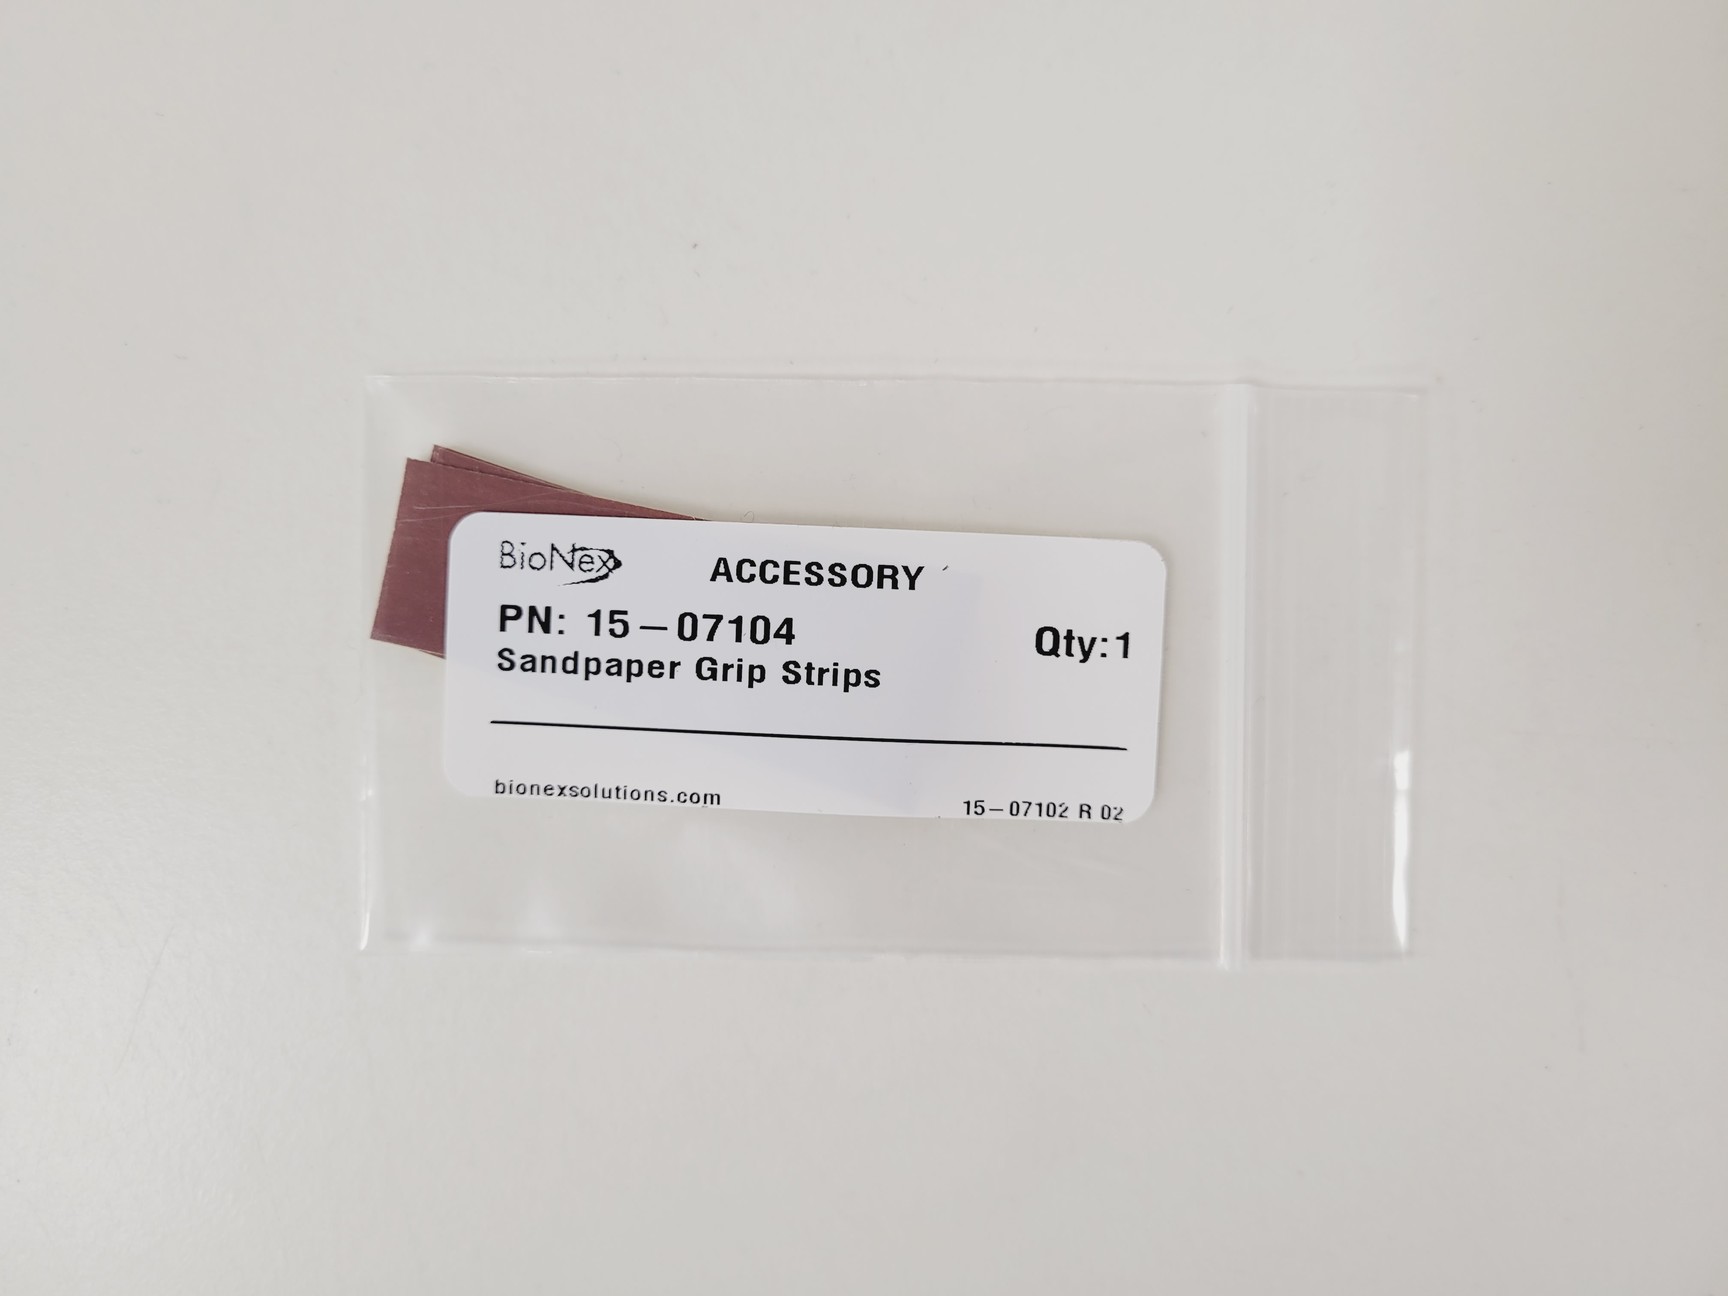 BioNex ACCESSORY
PN: 15-07104 Qty:1
Sandpaper Grip Strips
bionexsolutions.com 15-07102 R 02